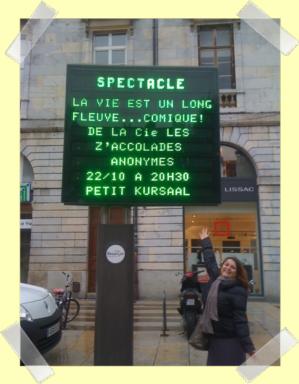 SPECTACLE
LA VIE EST UN LONG
FLEUVE...COMIQUE!
DE LA Cie LES
Z'ACCOLADES
ANONYMES
22/10 A 20H30
PETIT KURSAAL
LISSAC